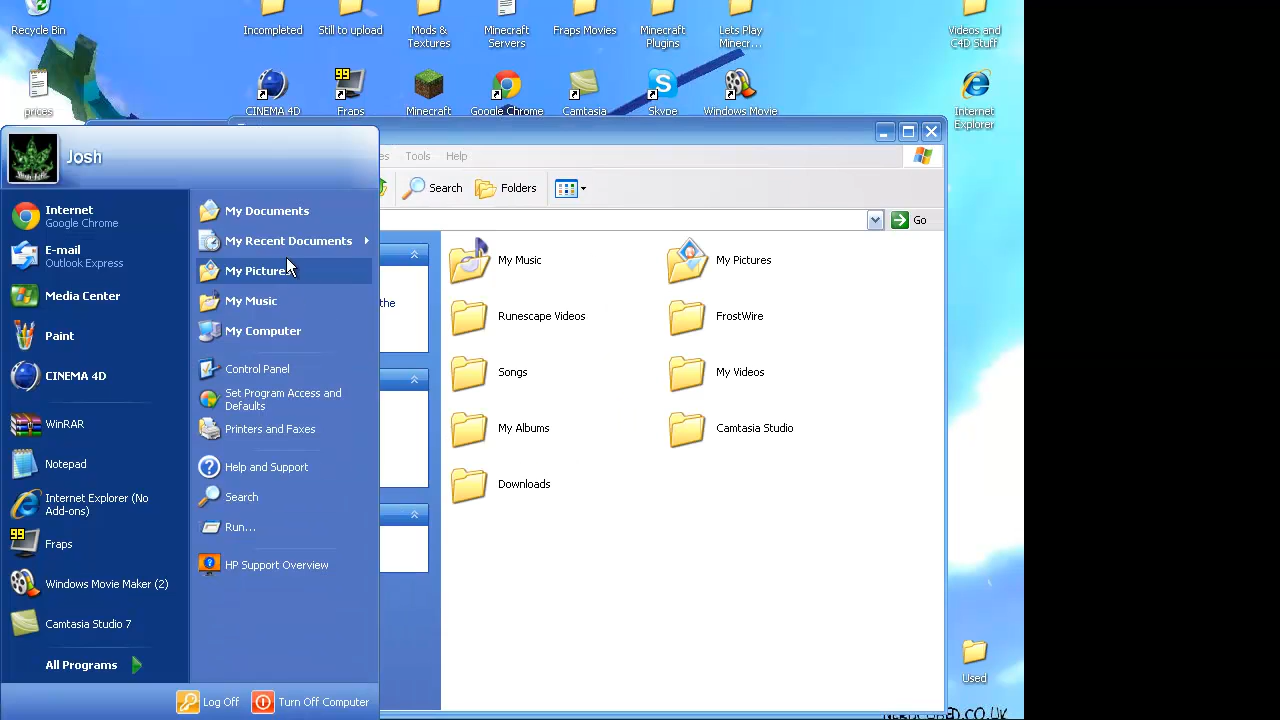 Recycle Bin
Incompleted
Still to upload
Mods &
Textures
Minecraft
Servers
Fraps Movies
Minecraft
Plugins
Lets Play
Minecr...
Videos and
C4D Stuff
prices
CINEMA 4D
99
Fraps
Minecraft
Google Chrome
Camtasia
Skype
Windows Movie
Internet
Explorer
Josh
Tools
Help
Search
Folders
Go
Internet
Google Chrome
E-mail
Outlook Express
Media Center
Paint
CINEMA 4D
WinRAR
Notepad
Internet Explorer (No
Add-ons)
99
Fraps
Windows Movie Maker (2)
Camtasia Studio 7
All Programs
My Documents
My Recent Documents
My Pictures
My Music
My Computer
Control Panel
Set Program Access and
Defaults
Printers and Faxes
Help and Support
Search
Run...
HP Support Overview
Log Off
Turn Off Computer
the
My Music
My Pictures
Runescape Videos
FrostWire
Songs
My Videos
My Albums
Camtasia Studio
Downloads
Used